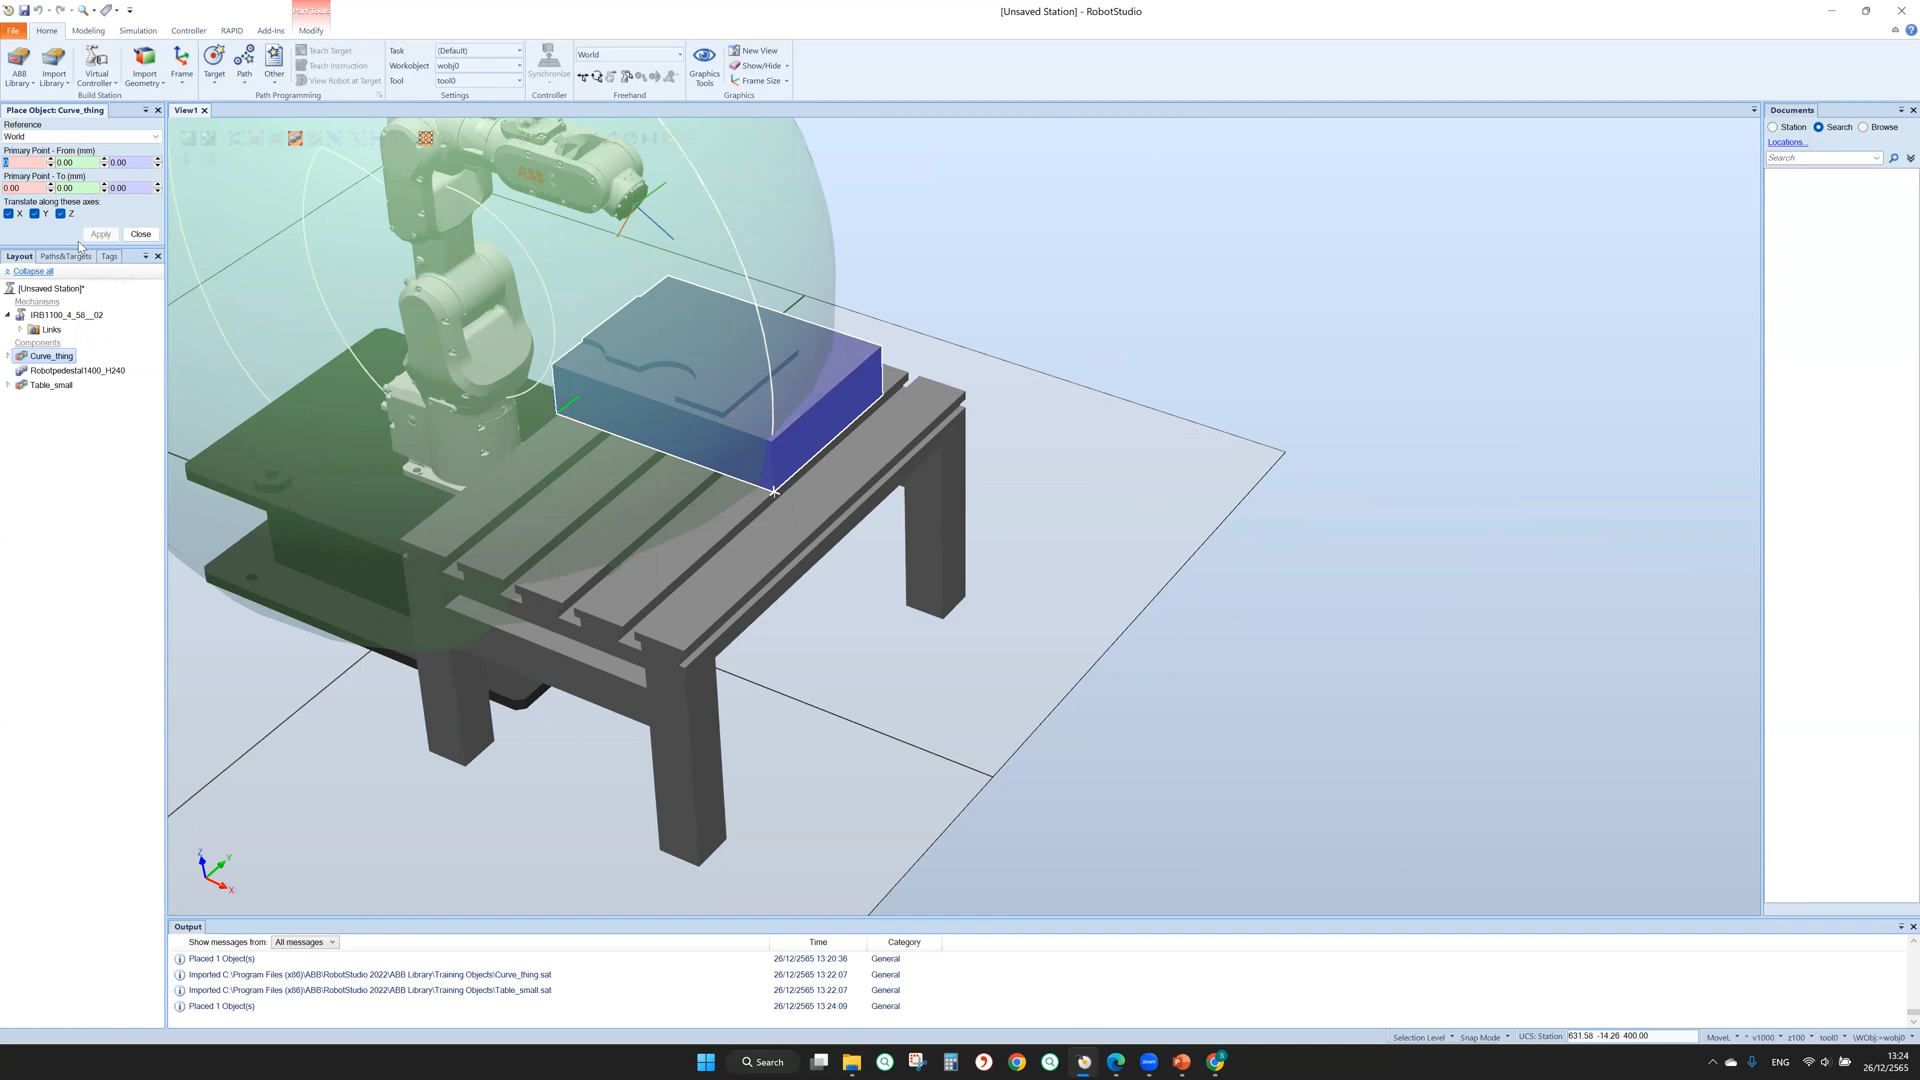 [Unsaved Station] - RobotStudio
Part Tools
File Home Modeling Simulation Controller RAPID Add-Ins Modify
ABB Library
Import Library
Virtual Controller
Import Geometry
Frame
Build Station
Target
Path
Other
Teach Target
Teach Instruction
View Robot at Target
Path Programming
Task (Default)
Workobject wobj0
Tool tool0
Settings
Synchronize
Controller
World
Freehand
Graphics Tools
New View
Show/Hide
Frame Size
Graphics
Place Object: Curve_thing
Reference
World
Primary Point - From (mm)
0 0.00 0.00
Primary Point - To (mm)
0.00 0.00 0.00
Translate along these axes:
X Y Z
Apply Close
Layout Paths&Targets Tags
Collapse all
[Unsaved Station]*
Mechanisms
IRB1100_4_58__02
Links
Components
Curve_thing
Robotpedestal1400_H240
Table_small
View1
ABB
Z Y X
Documents
Station Search Browse
Locations...
Search
Output
Show messages from: All messages Time Category
Placed 1 Object(s) 26/12/2565 13:20:36 General
Imported C:\Program Files (x86)\ABB\RobotStudio 2022\ABB Library\Training Objects\Curve_thing.sat 26/12/2565 13:22:07 General
Imported C:\Program Files (x86)\ABB\RobotStudio 2022\ABB Library\Training Objects\Table_small.sat 26/12/2565 13:22:07 General
Placed 1 Object(s) 26/12/2565 13:24:09 General
Selection Level Snap Mode UCS: Station 631.58 -14.26 400.00 MoveL * v1000 z100 tool0 \WObj:=wobj0
Search
ENG
13:24
26/12/2565